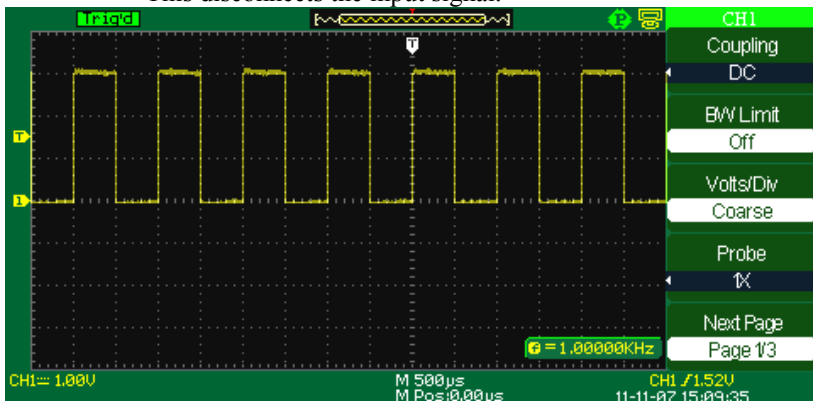 This disconnects the input signal.
Trig'd
T
P
CH1
Coupling
DC
BW Limit
Off
Volts/Div
Coarse
Probe
1X
Next Page
Page 1/3
T
1
f=1.00000KHz
CH1 1.00V
M 500µs
CH1 /1.52V
M Pos:0.00µs
11-11-07 15:09:35